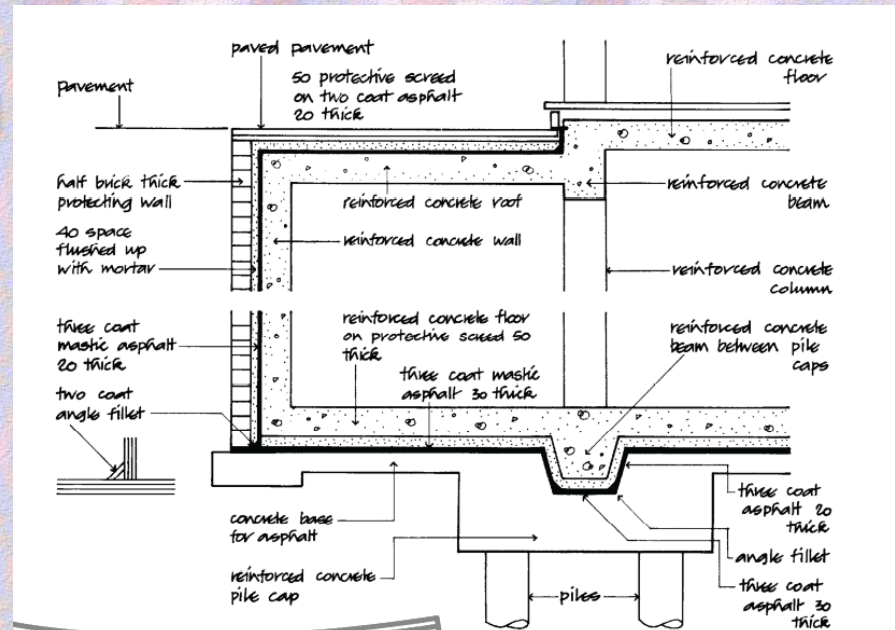 paved pavement
pavement
50 protective screed
on two coat asphalt
20 thick
reinforced concrete
floor
half brick thick
protecting wall
40 space
flushed up
with mortar
reinforced concrete roof
reinforced concrete wall
reinforced concrete
beam
reinforced concrete
column
three coat
mastic asphalt
20 thick
two coat
angle fillet
reinforced concrete floor
on protective screed 50
thick
three coat mastic
asphalt 30 thick
reinforced concrete
beam between pile
caps
concrete base
for asphalt
reinforced concrete
pile cap
piles
three coat
asphalt 20
thick
angle fillet
three coat
asphalt 30
thick